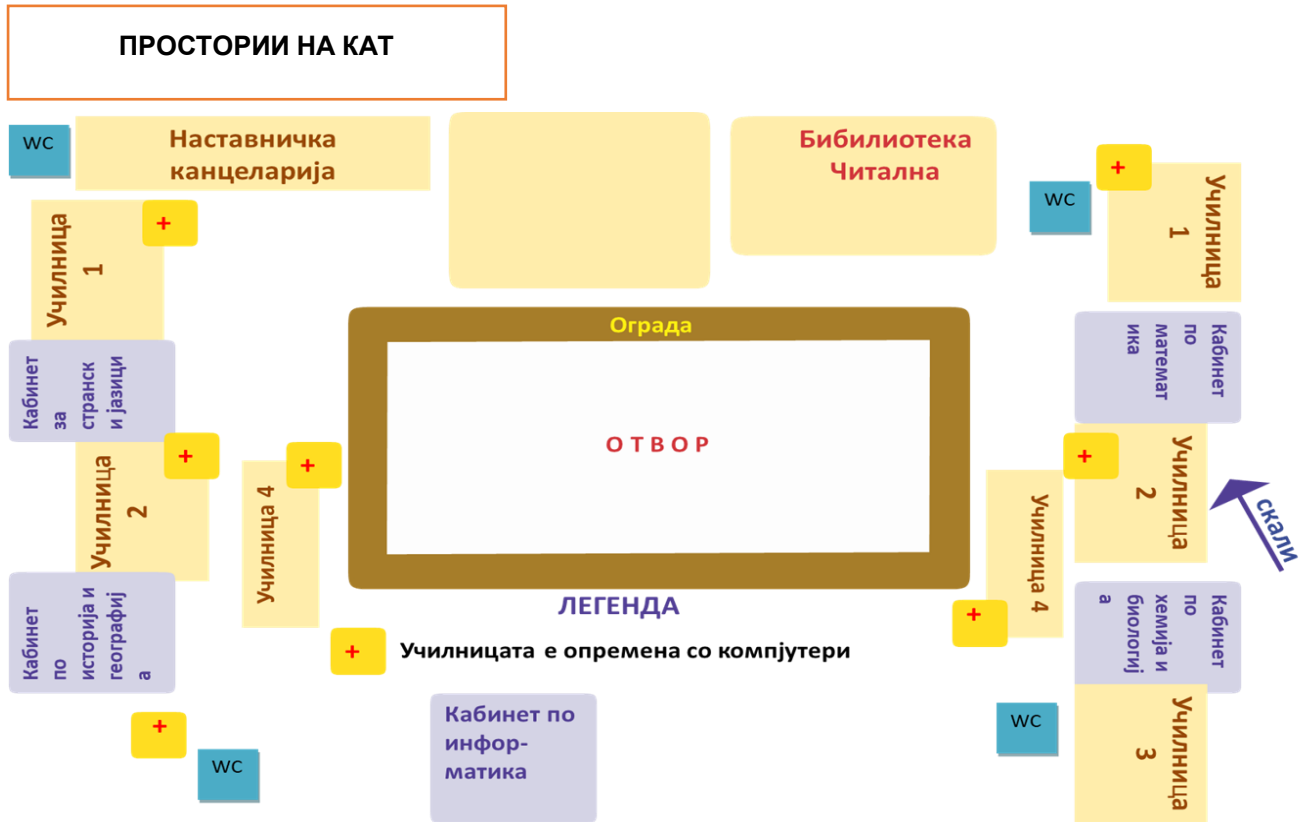 ПРОСТОРИИ НА КАТ
WC
Наставничка
канцеларија
Бибилиотека
Читална
+
WC
Училница
1
+
Училница
1
Ограда
Кабинет
за
странск
и јазици
Кабинет
по
математ
ика
О Т В О Р
+
Училница
2
+
Училница 4
+
Училница
2
Училница 4
+
скали
Кабинет
по
историја и
географиј
а
Кабинет
по
хемија и
биологиј
а
ЛЕГЕНДА
+
Училницата е опремена со компјутери
+
WC
Кабинет по
инфор-
матика
WC
Училница
3